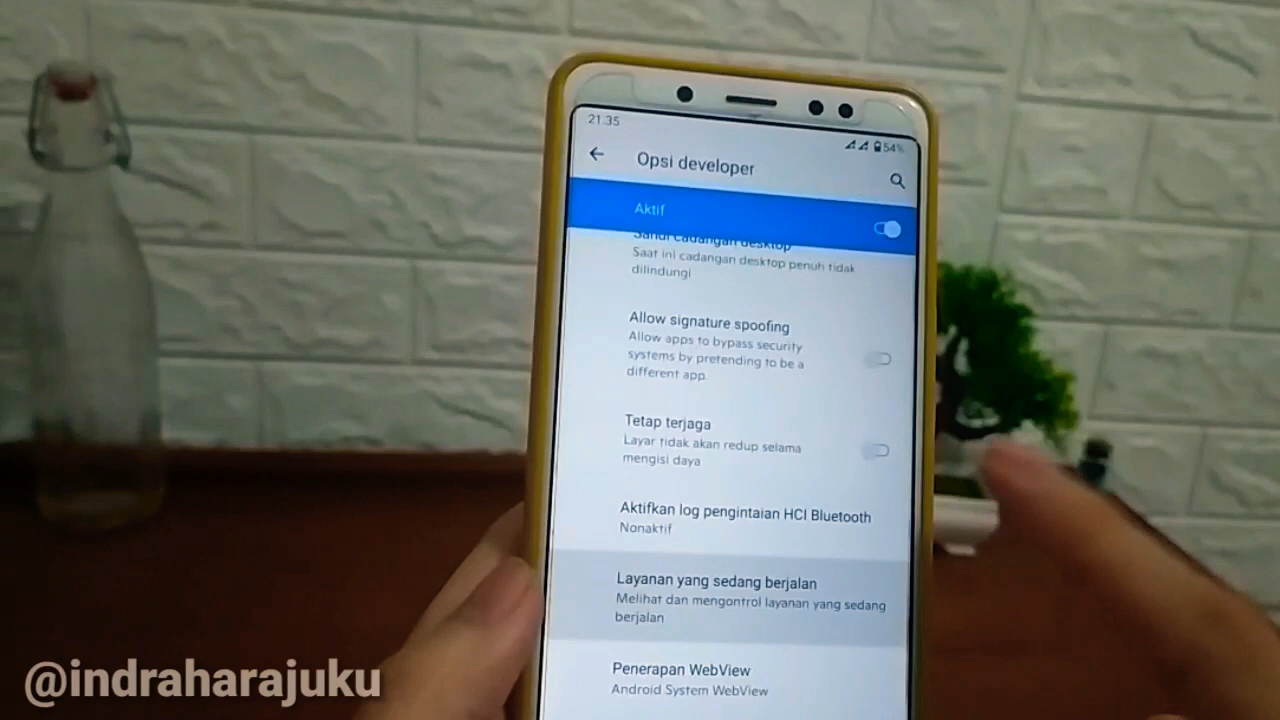 21.35
54%
Opsi developer
Aktif
Sandi cadangan desktop
Saat ini cadangan desktop penuh tidak
dilindungi
Allow signature spoofing
Allow apps to bypass security
systems by pretending to be a
different app.
Tetap terjaga
Layar tidak akan redup selama
mengisi daya
Aktifkan log pengintaian HCI Bluetooth
Nonaktif
Layanan yang sedang berjalan
Melihat dan mengontrol layanan yang sedang
berjalan
Penerapan WebView
Android System WebView
@indraharajuku